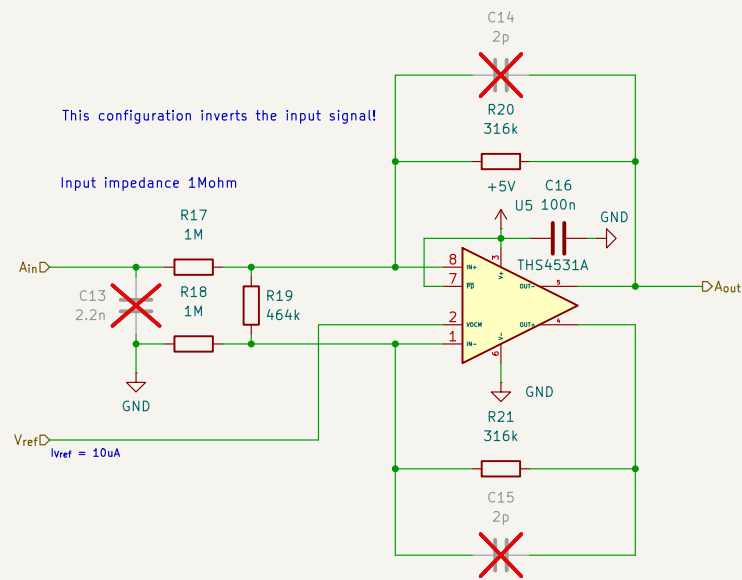 C14
2p
This configuration inverts the input signal!
R20
316k
Input impedance 1Mohm
+5V
C16
U5
100n
GND
R17
1M
THS4531A
Ain
8
IN+
3
V+
7
PD
OUT-
5
Aout
C13
2.2n
R18
1M
R19
464k
2
VOCM
OUT+
4
1
IN-
V-
6
GND
GND
R21
316k
Vref
IVref = 10uA
C15
2p